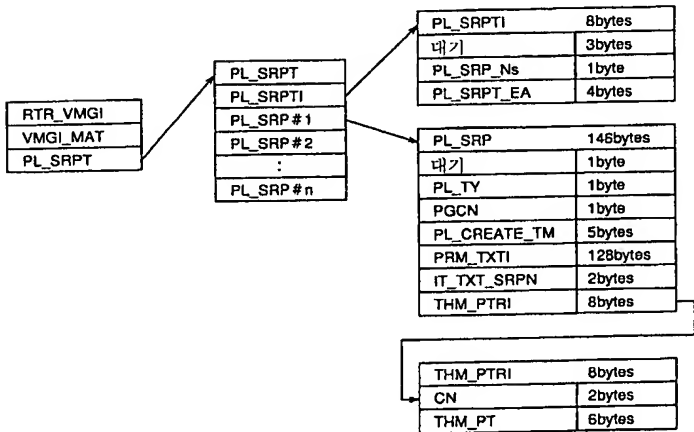 RTR_VMGI
VMGI_MAT
PL_SRPT
PL_SRPT
PL_SRPTI
PL_SRP#1
PL_SRP#2
:
PL_SRP#n
PL_SRPTI 8bytes
대기 3bytes
PL_SRP_Ns 1byte
PL_SRPT_EA 4bytes
PL_SRP 146bytes
대기 1byte
PL_TY 1byte
PGCN 1byte
PL_CREATE_TM 5bytes
PRM_TXTI 128bytes
IT_TXT_SRPN 2bytes
THM_PTRI 8bytes
THM_PTRI 8bytes
CN 2bytes
THM_PT 6bytes